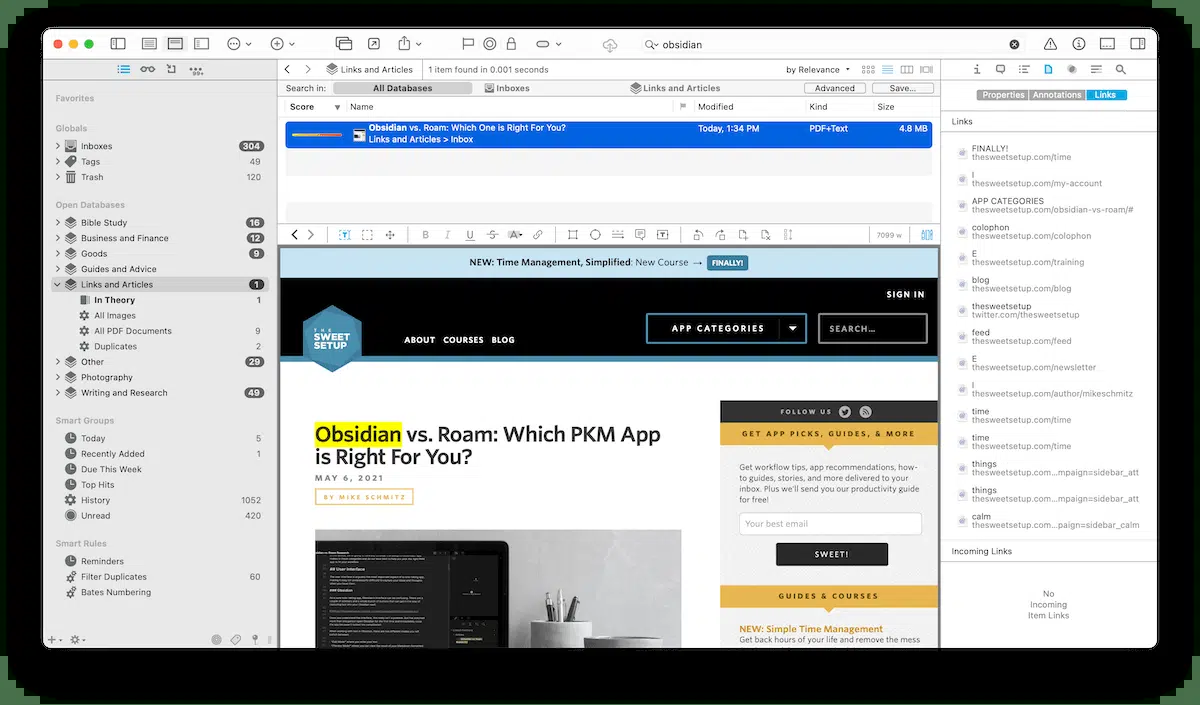 obsidian
Links and Articles
1 item found in 0.001 seconds
by Relevance
Search in:
All Databases
Inboxes
Links and Articles
Advanced
Save...
Score
Name
Modified
Kind
Size
Obsidian vs. Roam: Which One is Right For You?
Links and Articles > Inbox
Today, 1:34 PM
PDF+Text
4.8 MB
Favorites
Globals
Inboxes 304
Tags 49
Trash 120
Open Databases
Bible Study 16
Business and Finance 12
Goods 9
Guides and Advice
Links and Articles 1
In Theory 1
All Images
All PDF Documents 9
Duplicates 2
Other 29
Photography
Writing and Research 49
Smart Groups
Today 5
Recently Added 1
Due This Week
Top Hits
History 1052
Unread 420
Smart Rules
Reminders
Filter Duplicates 60
Bates Numbering
B I U S A
7099 w
NEW: Time Management, Simplified: New Course → FINALLY!
SIGN IN
THE
SWEET
SETUP
ABOUT COURSES BLOG
APP CATEGORIES
SEARCH...
Obsidian vs. Roam: Which PKM App
is Right For You?
MAY 6, 2021
BY MIKE SCHMITZ
FOLLOW US
GET APP PICKS, GUIDES, & MORE
Get workflow tips, app recommendations, how-
to guides, stories, and more delivered to your
inbox. Plus we'll send you our productivity guide
for free!
Your best email
SWEET!
GUIDES & COURSES
NEW: Simple Time Management
Get back hours of your life and remove the mess
Properties
Annotations
Links
Links
FINALLY!
thesweetsetup.com/time
I
thesweetsetup.com/my-account
APP CATEGORIES
thesweetsetup.com/obsidian-vs-roam/#
colophon
thesweetsetup.com/colophon
E
thesweetsetup.com/training
blog
thesweetsetup.com/blog
thesweetsetup
twitter.com/thesweetsetup
feed
thesweetsetup.com/feed
E
thesweetsetup.com/newsletter
I
thesweetsetup.com/author/mikeschmitz
time
thesweetsetup.com/time
time
thesweetsetup.com/time
things
thesweetsetup.com...mpaign=sidebar_att
things
thesweetsetup.com...mpaign=sidebar_att
calm
thesweetsetup.com...paign=sidebar_calm
Incoming Links
No
Incoming
Item Links